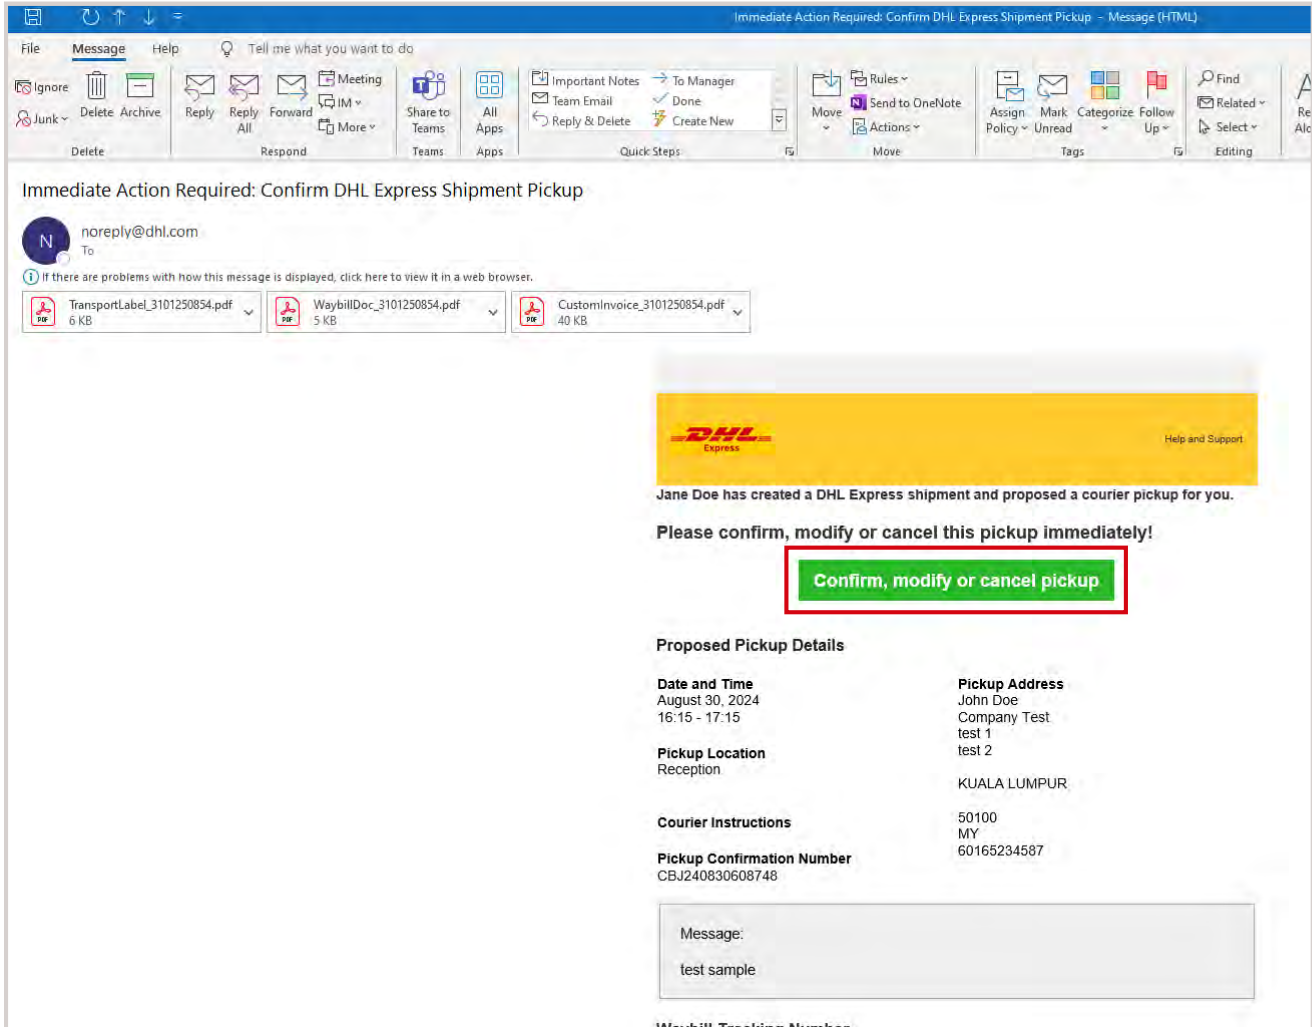 Immediate Action Required: Confirm DHL Express Shipment Pickup - Message (HTML)
File Message Help Tell me what you want to do
Ignore
Junk
Delete Archive
Delete
Reply Reply All Forward
Meeting
IM
More
Respond
Share to Teams
Teams
All Apps
Apps
Important Notes To Manager
Team Email Done
Reply & Delete Create New
Quick Steps
Move
Rules
Send to OneNote
Actions
Move
Assign Policy Mark Unread Categorize Follow Up
Tags
Find
Related
Select
Editing
Immediate Action Required: Confirm DHL Express Shipment Pickup
N
noreply@dhl.com
To
If there are problems with how this message is displayed, click here to view it in a web browser.
TransportLabel_3101250854.pdf
6 KB
WaybillDoc_3101250854.pdf
5 KB
CustomInvoice_3101250854.pdf
40 KB
DHL
Express
Help and Support
Jane Doe has created a DHL Express shipment and proposed a courier pickup for you.
Please confirm, modify or cancel this pickup immediately!
Confirm, modify or cancel pickup
Proposed Pickup Details
Date and Time
August 30, 2024
16:15 - 17:15
Pickup Location
Reception
Courier Instructions
Pickup Confirmation Number
CBJ240830608748
Pickup Address
John Doe
Company Test
test 1
test 2
KUALA LUMPUR
50100
MY
60165234587
Message:
test sample
Waybill Tracking Number